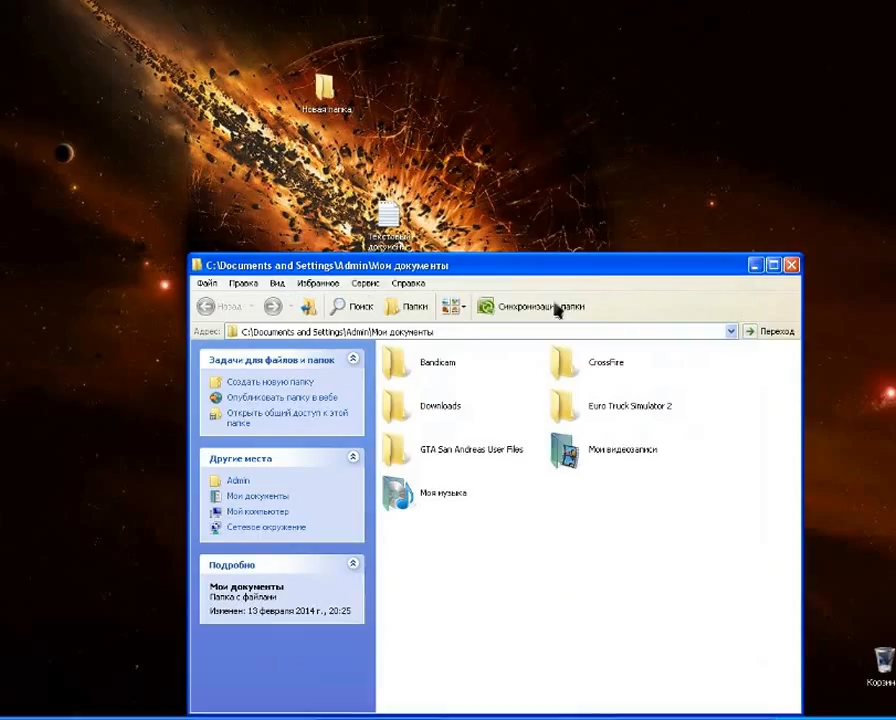 Новая папка
Текстовый
документ
C:\Documents and Settings\Admin\Мои документы
Файл Правка Вид Избранное Сервис Справка
Назад Поиск Папки Синхронизация папки
Адрес: C:\Documents and Settings\Admin\Мои документы Переход
Задачи для файлов и папок
Создать новую папку
Опубликовать папку в вебе
Открыть общий доступ к этой
папке
Другие места
Admin
Мои документы
Мой компьютер
Сетевое окружение
Подробно
Мои документы
Папка с файлами
Изменен: 13 февраля 2014 г., 20:25
Bandicam
CrossFire
Downloads
Euro Truck Simulator 2
GTA San Andreas User Files
Мои видеозаписи
Моя музыка
Корзин